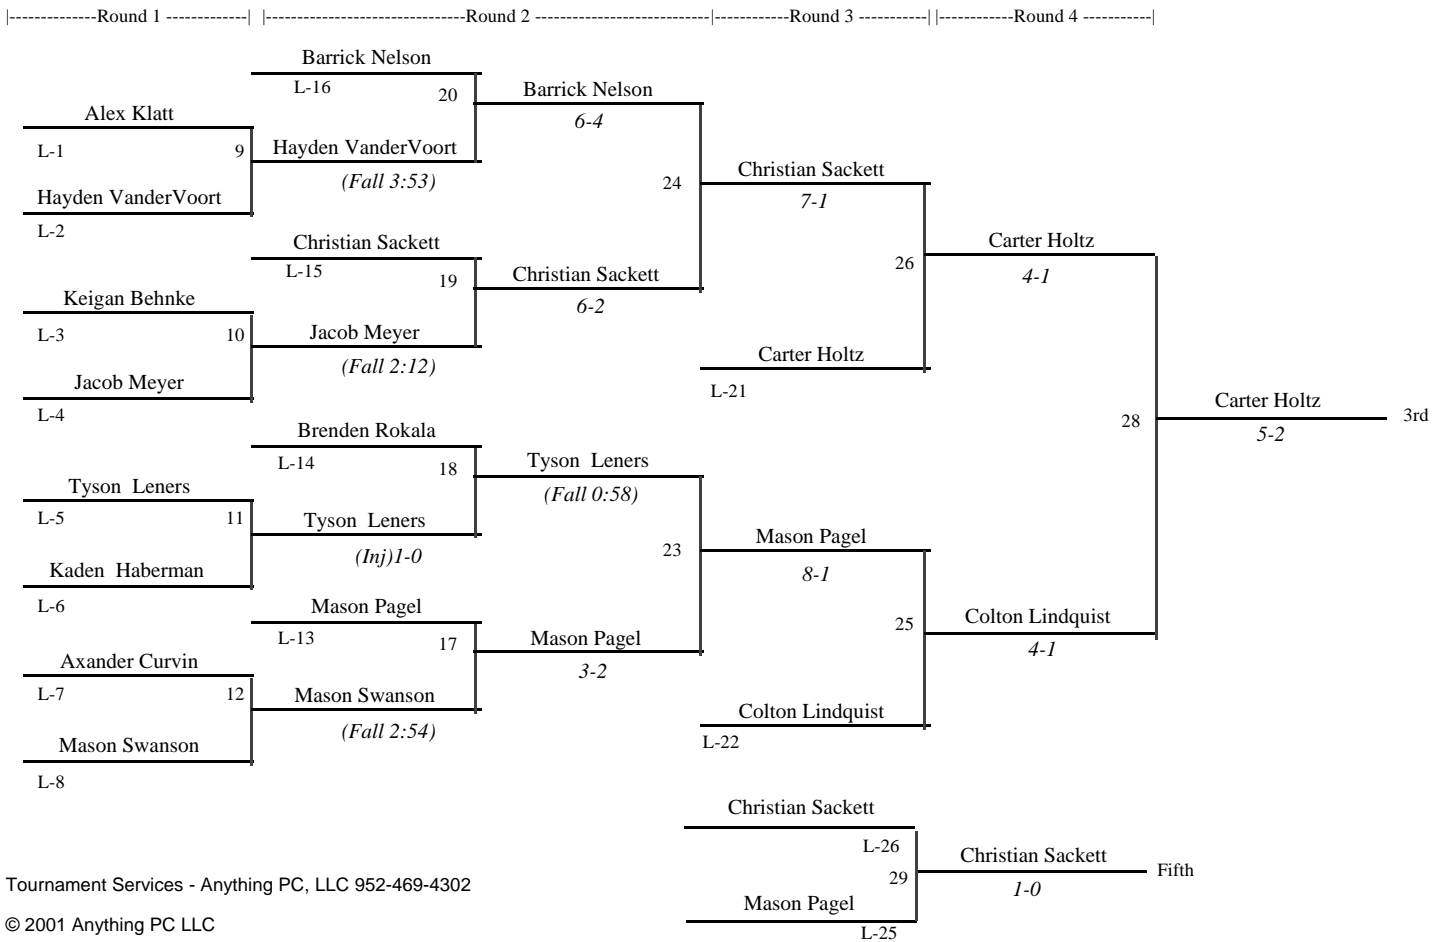 |--------------Round 1 -------------| |--------------------------------Round 2 ----------------------------|------------Round 3 -----------| |------------Round 4 -----------|
Barrick Nelson
L-16
20
Barrick Nelson
6-4
Alex Klatt
L-1
9
Hayden VanderVoort
(Fall 3:53)
Hayden VanderVoort
L-2
24
Christian Sackett
7-1
Christian Sackett
L-15
19
Christian Sackett
6-2
Keigan Behnke
L-3
10
Jacob Meyer
(Fall 2:12)
Jacob Meyer
L-4
26
Carter Holtz
4-1
Carter Holtz
L-21
28
Carter Holtz
5-2
3rd
Brenden Rokala
L-14
18
Tyson Leners
(Fall 0:58)
Tyson Leners
L-5
11
Tyson Leners
(Inj)1-0
Kaden Haberman
L-6
23
Mason Pagel
8-1
Mason Pagel
L-13
17
Mason Pagel
3-2
Axander Curvin
L-7
12
Mason Swanson
(Fall 2:54)
Mason Swanson
L-8
25
Colton Lindquist
4-1
Colton Lindquist
L-22
Christian Sackett
L-26
29
Christian Sackett
1-0
Fifth
Mason Pagel
L-25
Tournament Services - Anything PC, LLC 952-469-4302
© 2001 Anything PC LLC